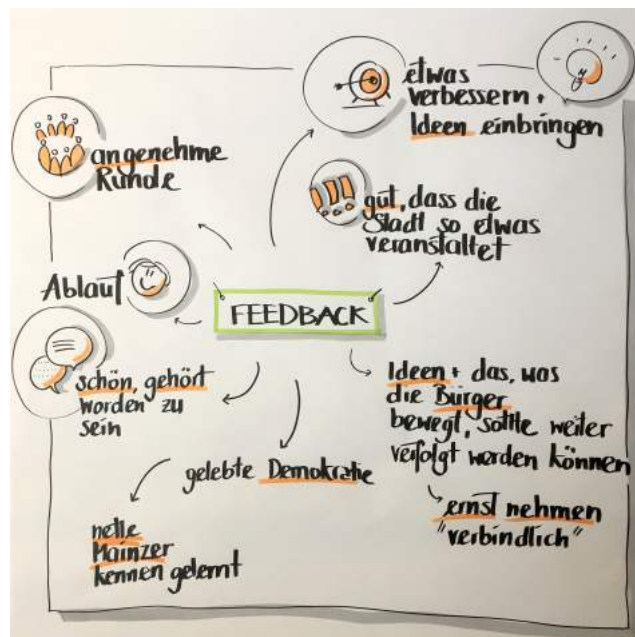 etwas
verbessern +
Ideen einbringen
angenehme
Runde
gut, dass die
Stadt so etwas
veranstaltet
Ablauf
FEEDBACK
schön, gehört
worden zu
sein
Ideen + das, was
die Bürger
bewegt, sollte weiter
verfolgt werden können
gelebte Demokratie
ernst nehmen
"verbindlich"
nette
Mainzer
kennen gelernt